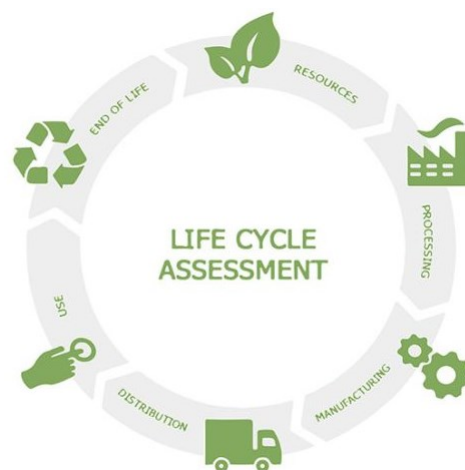 LIFE CYCLE
ASSESSMENT
RESOURCES
PROCESSING
MANUFACTURING
DISTRIBUTION
USE
END OF LIFE